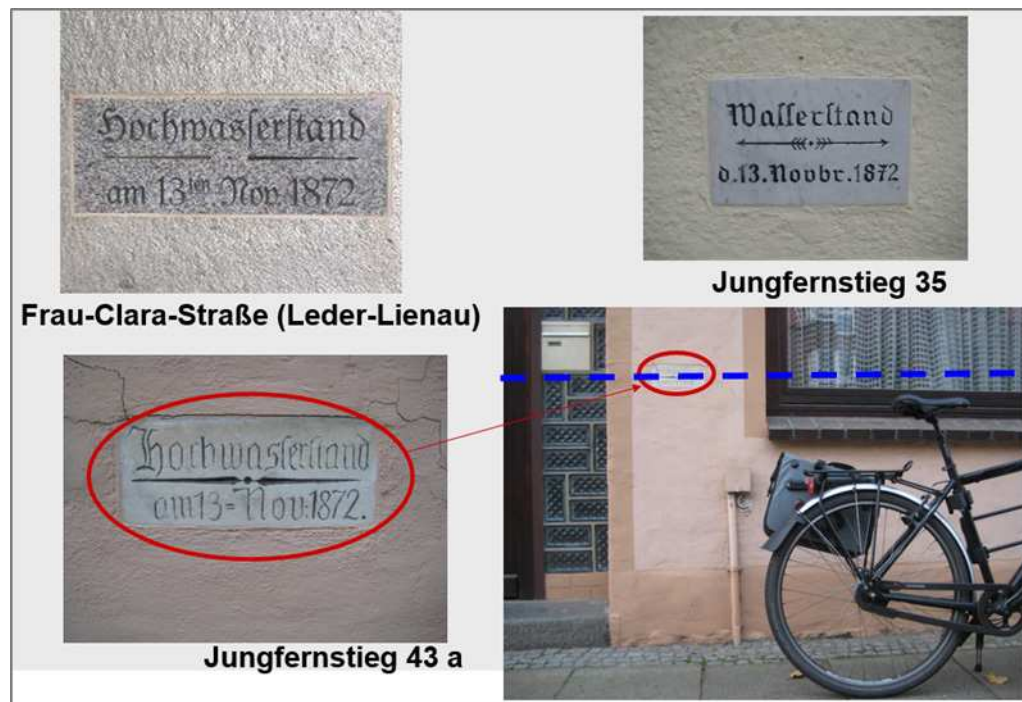 Hochwasserstand
am 13ten Nov. 1872
Frau-Clara-Straße (Leder-Lienau)
Wasserstand
d.13.Novbr.1872
Jungfernstieg 35
Hochwasserstand
am 13= Nov: 1872.
Jungfernstieg 43 a